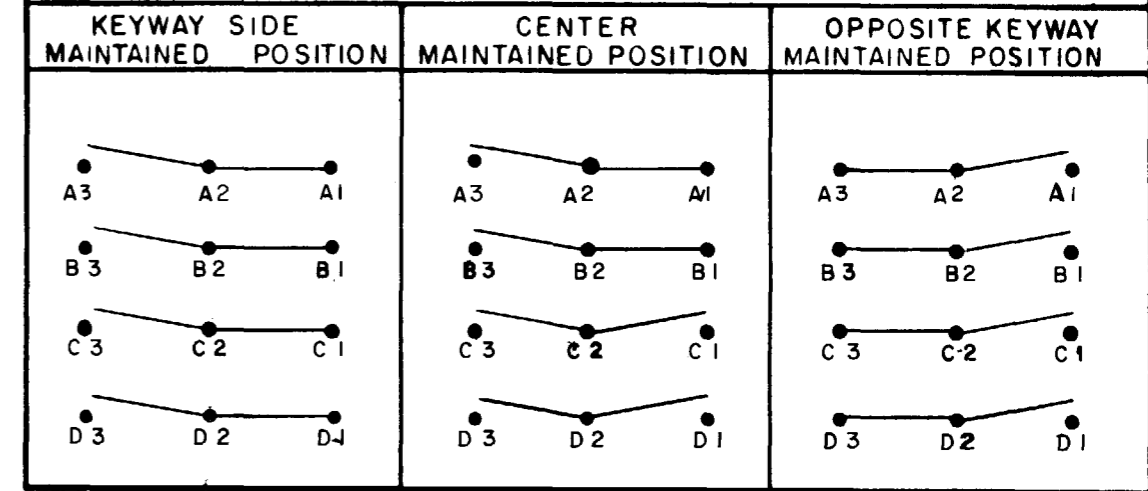 KEYWAY SIDE
MAINTAINED POSITION
CENTER
MAINTAINED POSITION
OPPOSITE KEYWAY
MAINTAINED POSITION
A3 A2 A1
A3 A2 A1
A3 A2 A1
B3 B2 B1
B3 B2 B1
B3 B2 B1
C3 C2 C1
C3 C2 C1
C3 C2 C1
D3 D2 D1
D3 D2 D1
D3 D2 D1